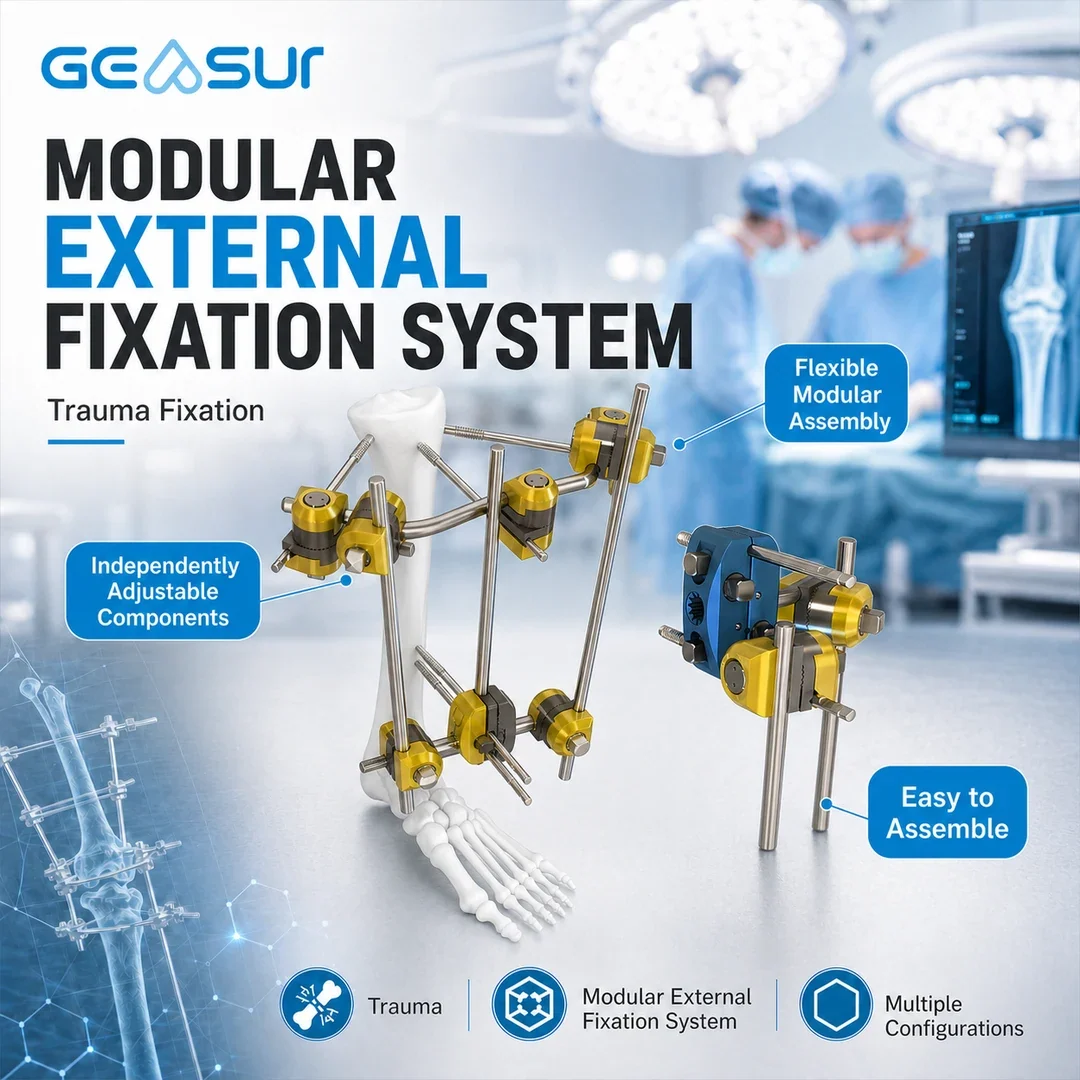 GEASUr
MODULAR
EXTERNAL
FIXATION SYSTEM
Trauma Fixation
Flexible
Modular
Assembly
Independently
Adjustable
Components
Easy to
Assemble
Trauma
Modular External
Fixation System
Multiple
Configurations